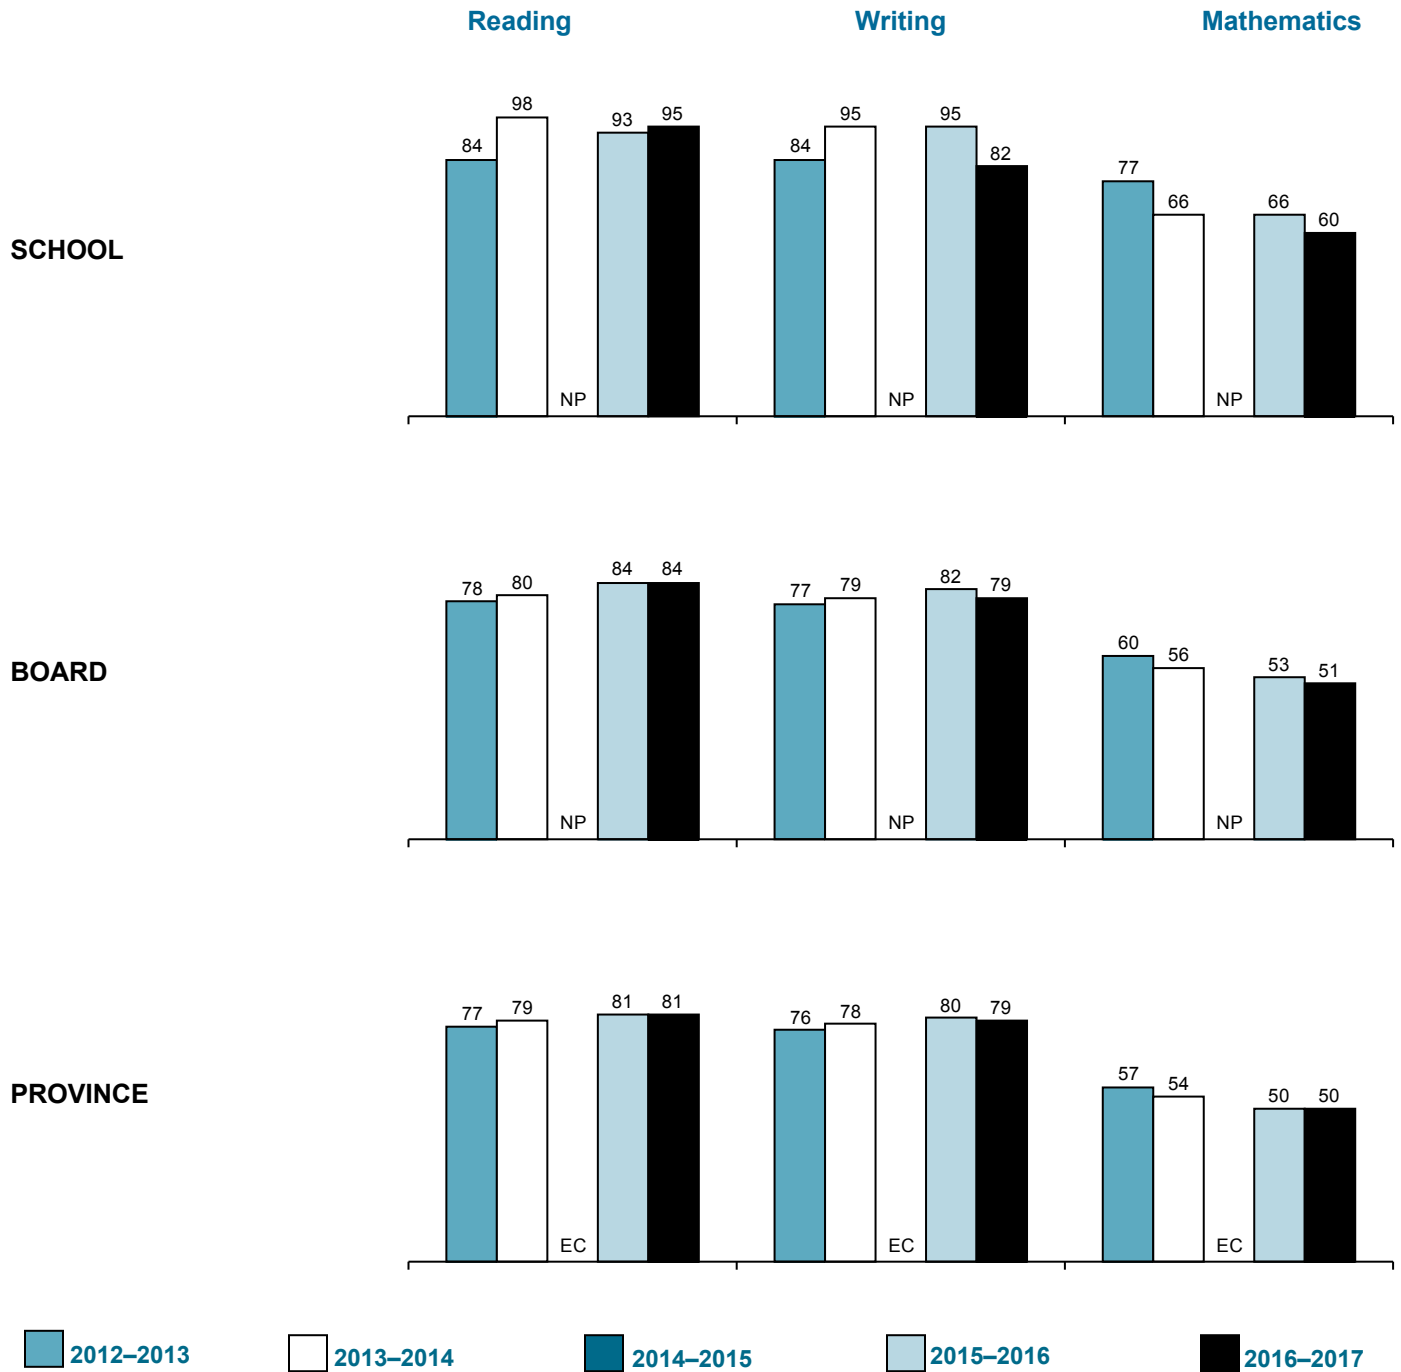 Reading Writing Mathematics
SCHOOL
84 98 NP 93 95
84 95 NP 95 82
77 66 NP 66 60
BOARD
78 80 NP 84 84
77 79 NP 82 79
60 56 NP 53 51
PROVINCE
77 79 EC 81 81
76 78 EC 80 79
57 54 EC 50 50
2012–2013 2013–2014 2014–2015 2015–2016 2016–2017